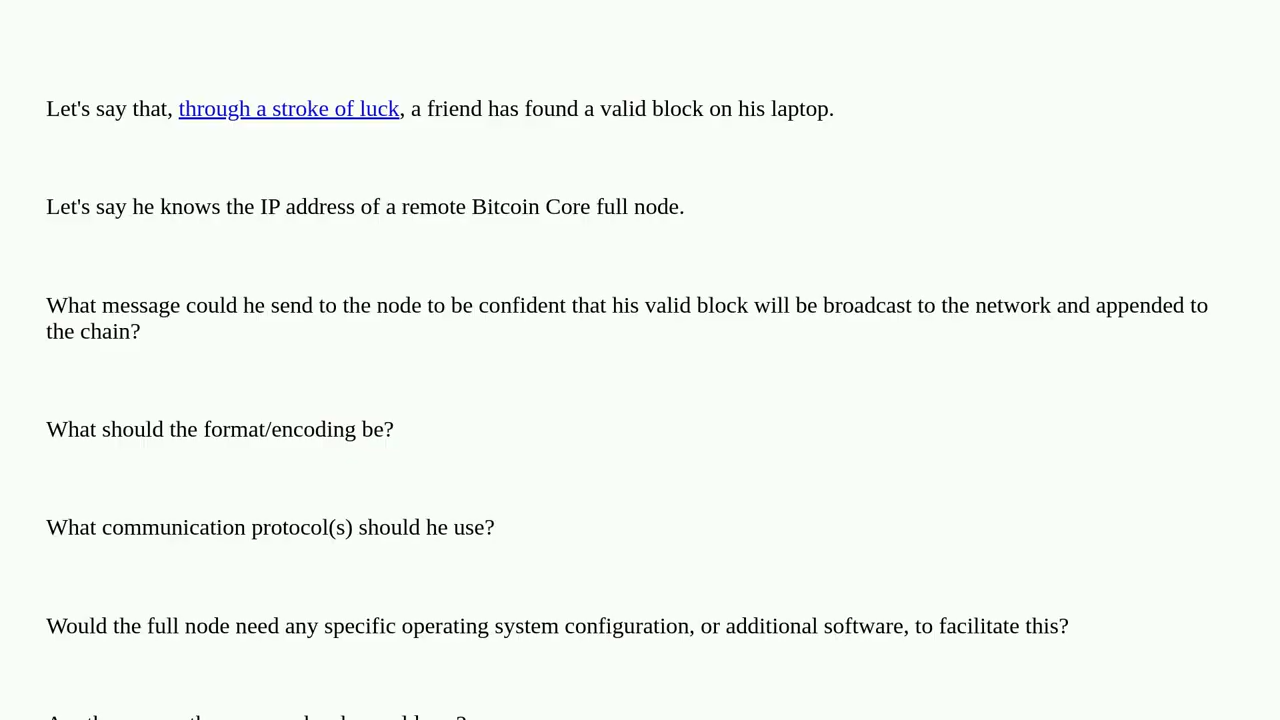 Let's say that, through a stroke of luck, a friend has found a valid block on his laptop.
Let's say he knows the IP address of a remote Bitcoin Core full node.
What message could he send to the node to be confident that his valid block will be broadcast to the network and appended to
the chain?
What should the format/encoding be?
What communication protocol(s) should he use?
Would the full node need any specific operating system configuration, or additional software, to facilitate this?